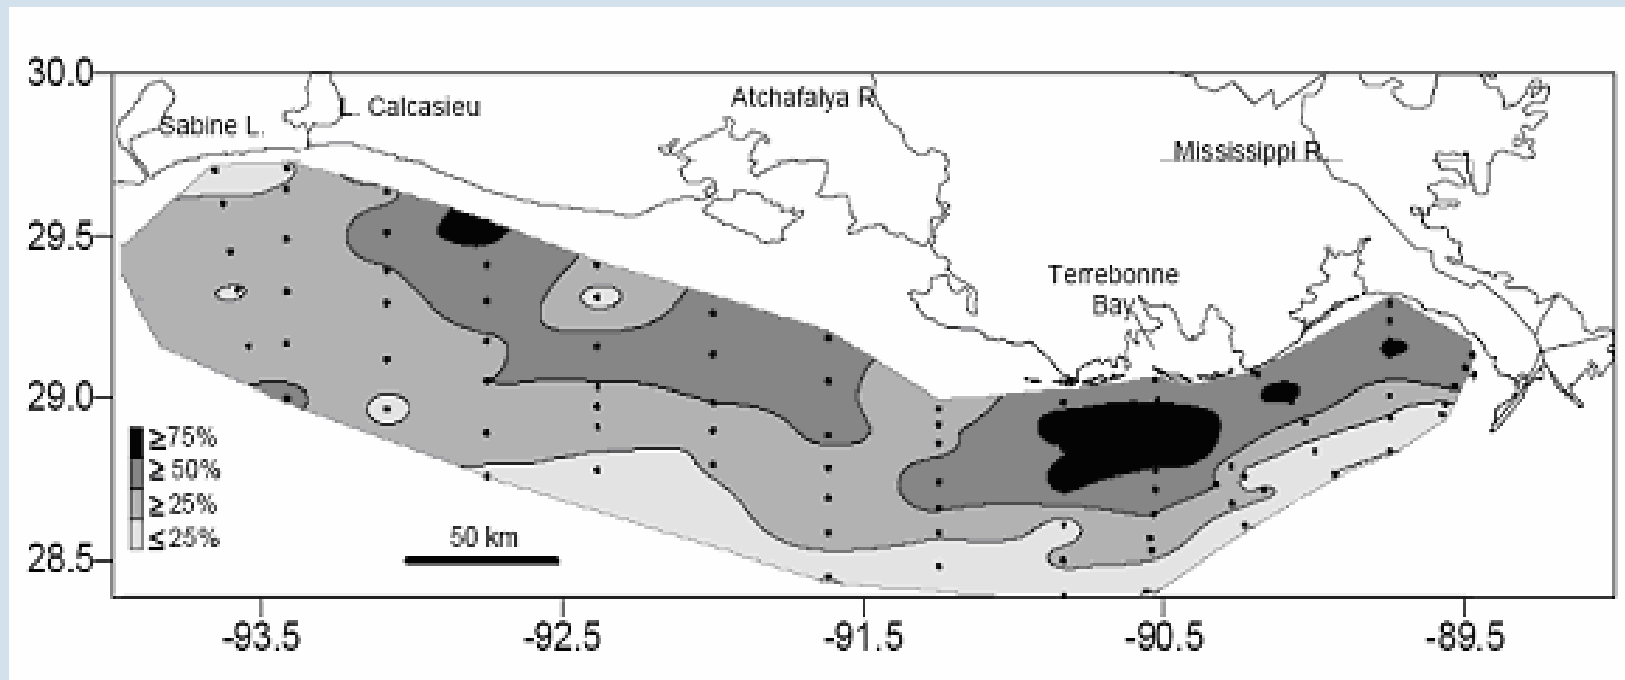 30.0
29.5
29.0
28.5
Sabine L.
L. Calcasieu
Atchafalya R
Mississippi R.
Terrebonne
Bay
≥75%
≥50%
≥25%
≤25%
50 km
-93.5
-92.5
-91.5
-90.5
-89.5